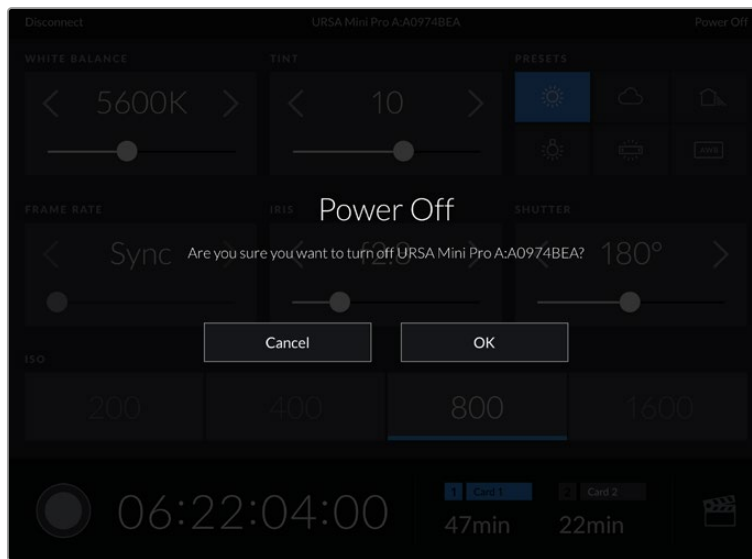 Disconnect URSA Mini Pro A:A0974BEA Power Off
WHITE BALANCE TINT PRESETS
5600K 10
AWB
FRAME RATE IRIS SHUTTER
Power Off
Sync f2.8 180°
Are you sure you want to turn off URSA Mini Pro A:A0974BEA?
Cancel OK
ISO
200 400 800 1600
1 Card 1 2 Card 2
06:22:04:00 47min 22min